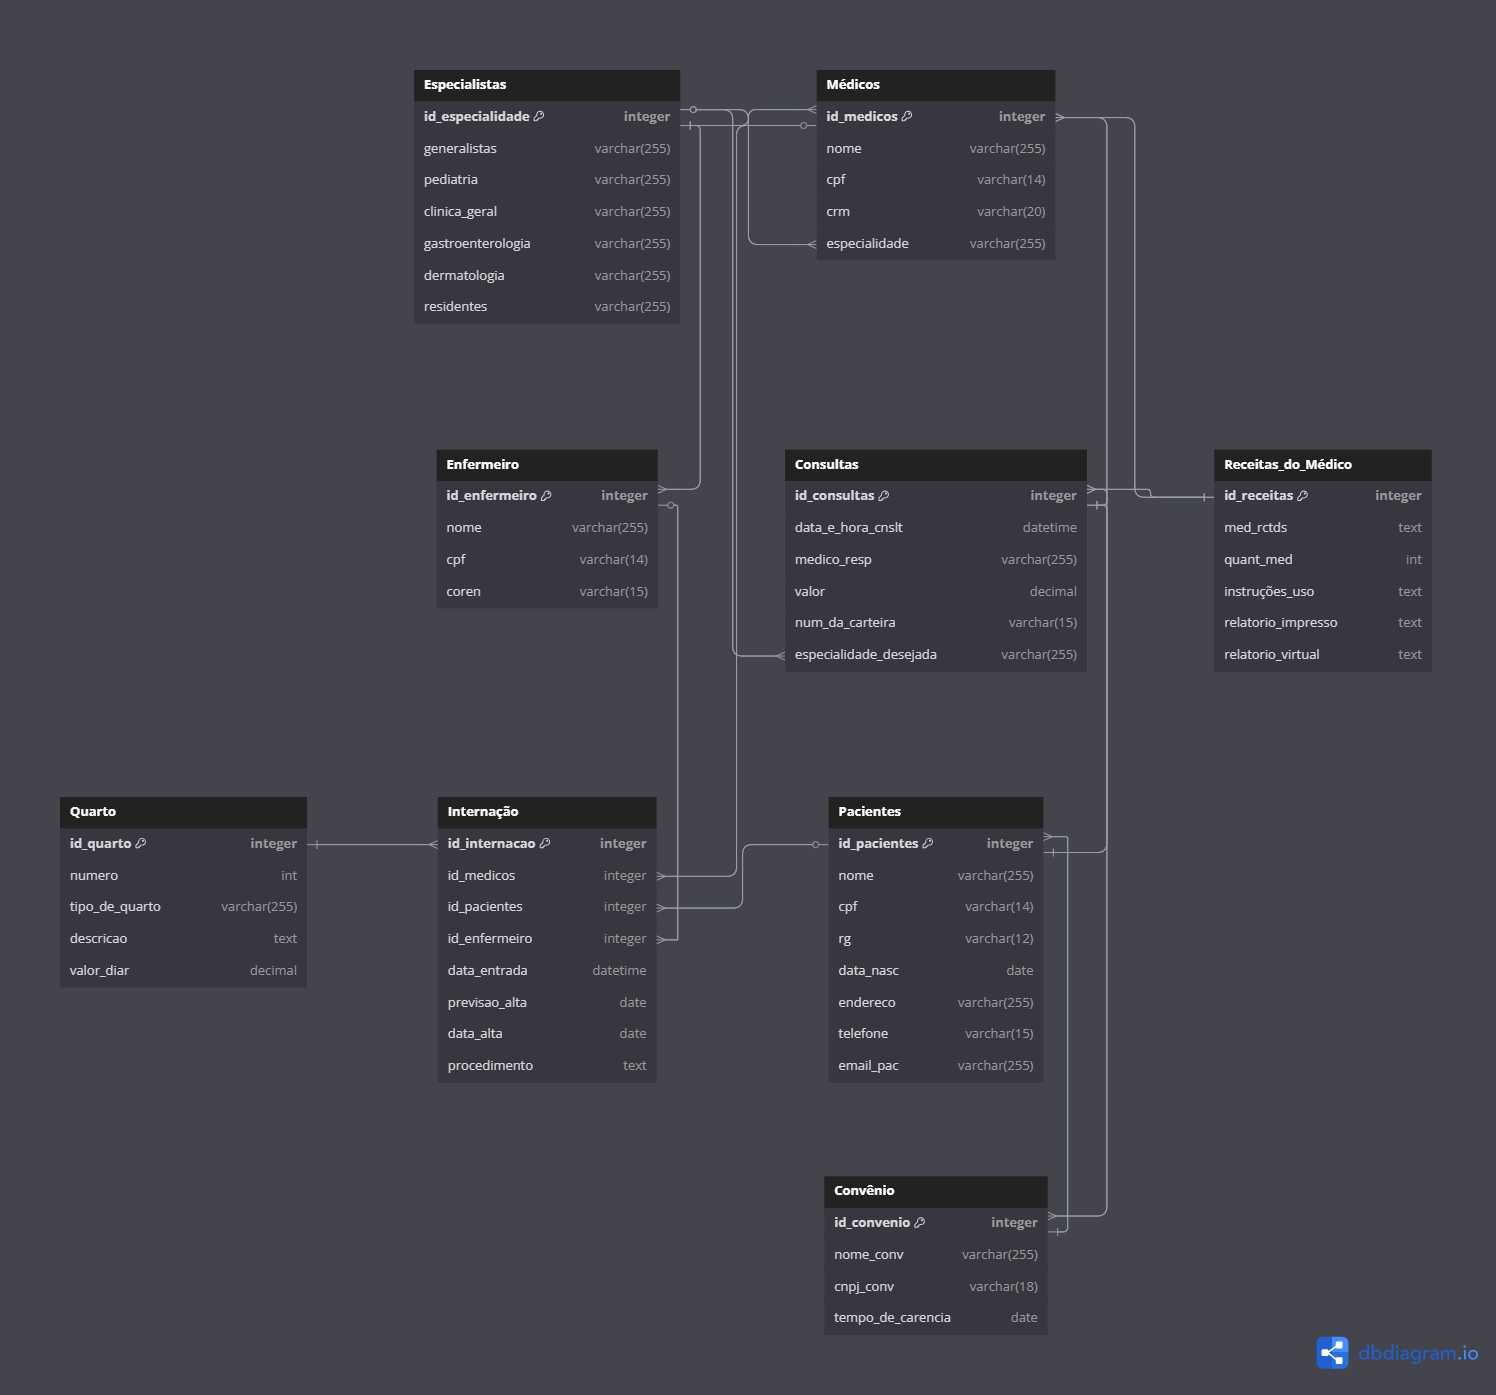 Especialistas
id_especialidade integer
generalistas varchar(255)
pediatria varchar(255)
clinica_geral varchar(255)
gastroenterologia varchar(255)
dermatologia varchar(255)
residentes varchar(255)
Médicos
id_medicos integer
nome varchar(255)
cpf varchar(14)
crm varchar(20)
especialidade varchar(255)
Enfermeiro
id_enfermeiro integer
nome varchar(255)
cpf varchar(14)
coren varchar(15)
Consultas
id_consultas integer
data_e_hora_cnslt datetime
medico_resp varchar(255)
valor decimal
num_da_carteira varchar(15)
especialidade_desejada varchar(255)
Receitas_do_Médico
id_receitas integer
med_rctds text
quant_med int
instruções_uso text
relatorio_impresso text
relatorio_virtual text
Quarto
id_quarto integer
numero int
tipo_de_quarto varchar(255)
descricao text
valor_diar decimal
Internação
id_internacao integer
id_medicos integer
id_pacientes integer
id_enfermeiro integer
data_entrada datetime
previsao_alta date
data_alta date
procedimento text
Pacientes
id_pacientes integer
nome varchar(255)
cpf varchar(14)
rg varchar(12)
data_nasc date
endereco varchar(255)
telefone varchar(15)
email_pac varchar(255)
Convênio
id_convenio integer
nome_conv varchar(255)
cnpj_conv varchar(18)
tempo_de_carencia date
dbdiagram.io